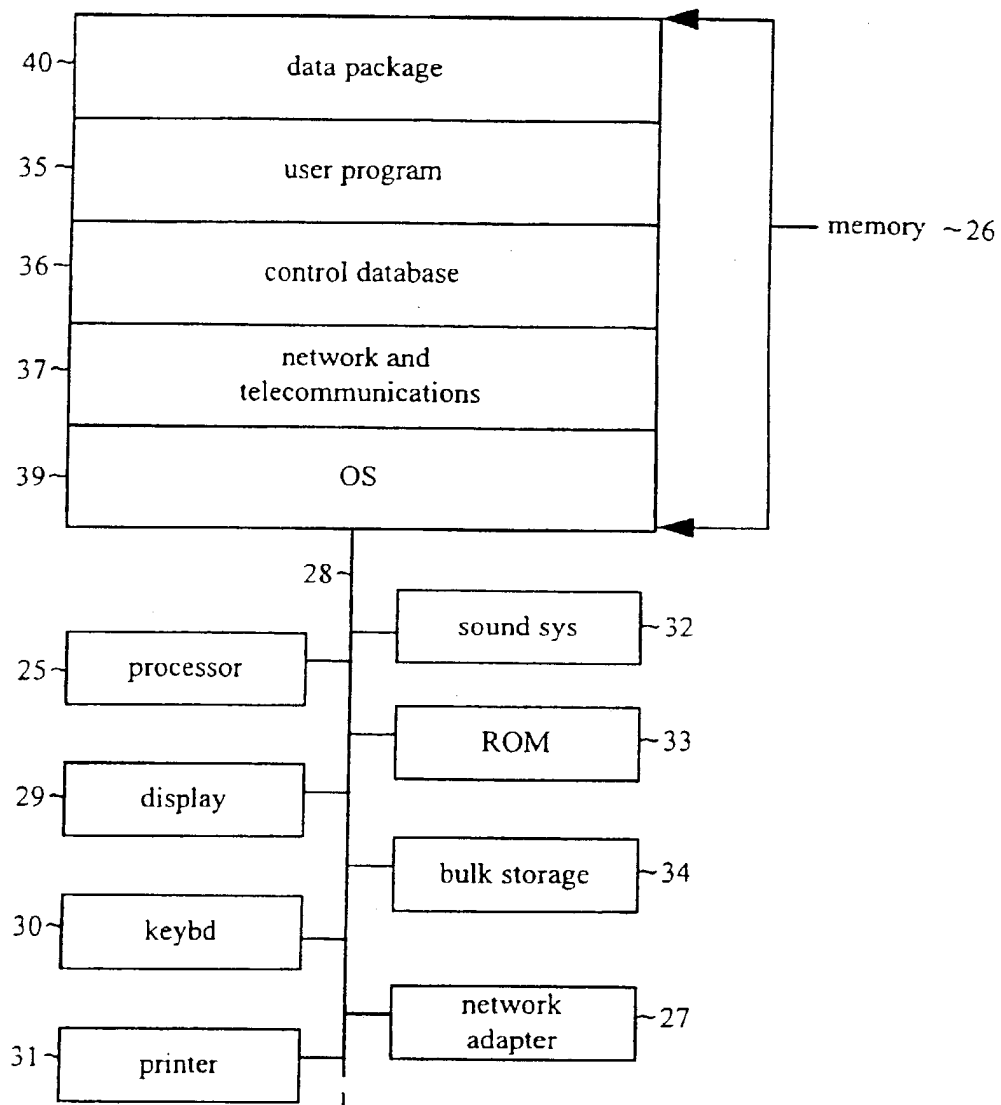 40~ data package
35~ user program
memory ~26
36~ control database
37~ network and
telecommunications
39~ OS
28~
sound sys ~32
25~ processor
ROM ~33
29~ display
bulk storage ~34
30~ keybd
network
adapter ~27
31~ printer